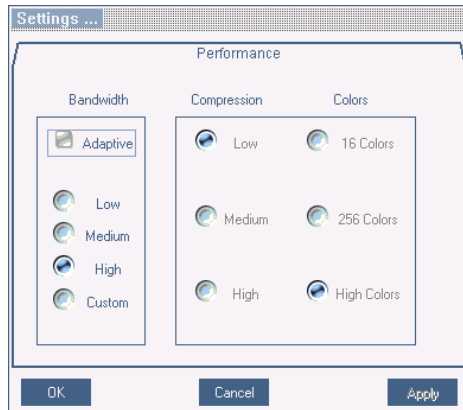 Settings ...
Performance
Bandwidth
Compression
Colors
Adaptive
Low
Medium
High
Custom
Low
16 Colors
Medium
256 Colors
High
High Colors
OK
Cancel
Apply